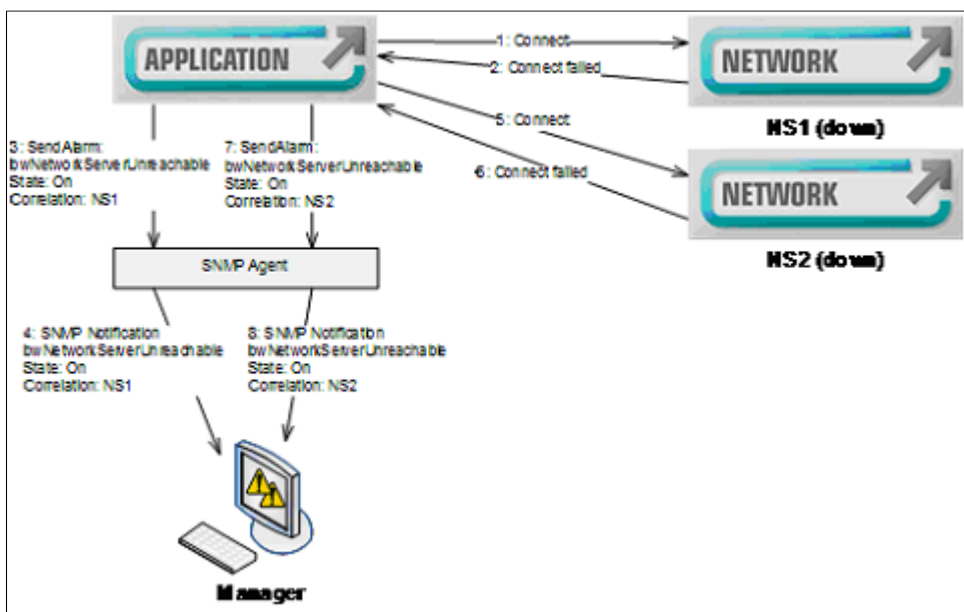 APPLICATION
1: Connect
2: Connect failed
NETWORK
NS1 (down)
5: Connect
6: Connect failed
NETWORK
NS2 (down)
3: SendAlarm:
bwNetworkServerUnreachable
State: On
Correlation: NS1
7: SendAlarm:
bwNetworkServerUnreachable
State: On
Correlation: NS2
SNMP Agent
4: SNMP Notification
bwNetworkServerUnreachable
State: On
Correlation: NS1
8: SNMP Notification
bwNetworkServerUnreachable
State: On
Correlation: NS2
Manager